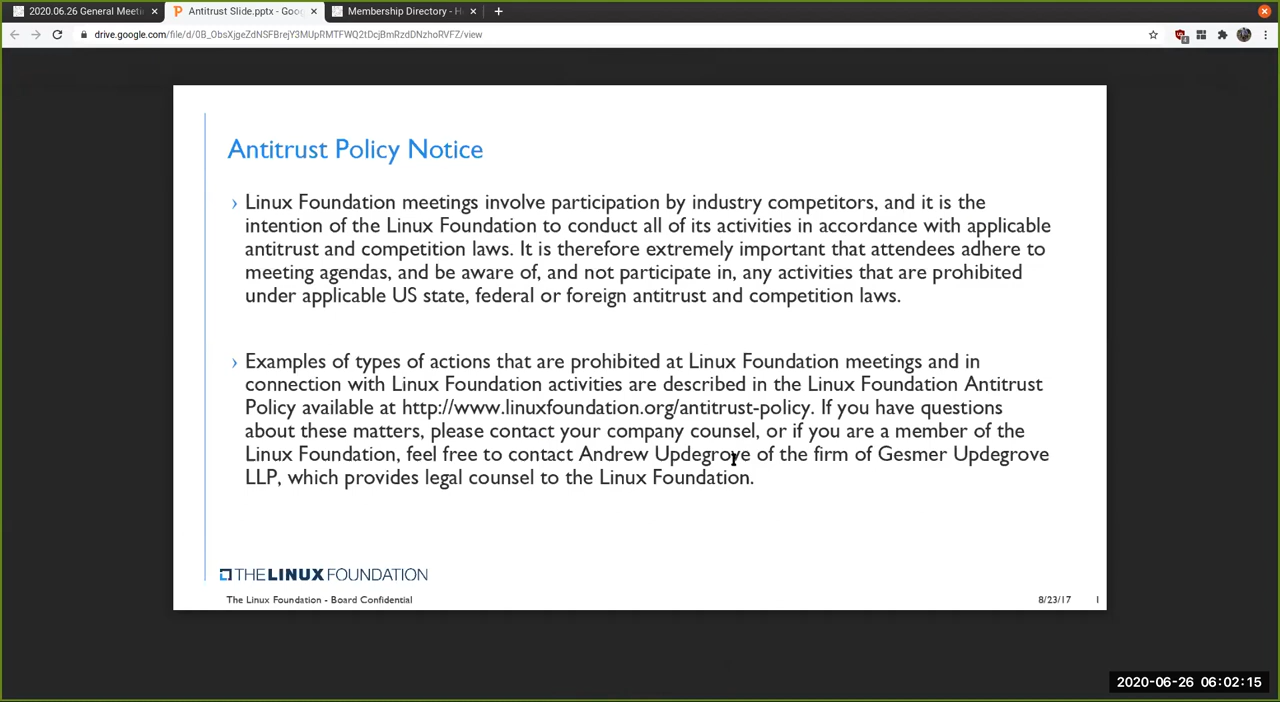 2020.06.26 General Meeti
Antitrust Slide.pptx - Goo
Membership Directory - H
drive.google.com/file/d/0B_ObsXjgeZdNSFBrejY3MUpRMTFWQ2tDcjBmRzdDNzhoRVFZ/view
Antitrust Policy Notice
› Linux Foundation meetings involve participation by industry competitors, and it is the
intention of the Linux Foundation to conduct all of its activities in accordance with applicable
antitrust and competition laws. It is therefore extremely important that attendees adhere to
meeting agendas, and be aware of, and not participate in, any activities that are prohibited
under applicable US state, federal or foreign antitrust and competition laws.
› Examples of types of actions that are prohibited at Linux Foundation meetings and in
connection with Linux Foundation activities are described in the Linux Foundation Antitrust
Policy available at http://www.linuxfoundation.org/antitrust-policy. If you have questions
about these matters, please contact your company counsel, or if you are a member of the
Linux Foundation, feel free to contact Andrew Updegrove of the firm of Gesmer Updegrove
LLP, which provides legal counsel to the Linux Foundation.
THE LINUX FOUNDATION
The Linux Foundation - Board Confidential
8/23/17 1
2020-06-26 06:02:15